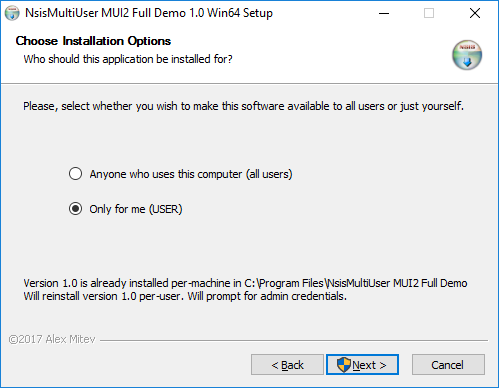 NsisMultiUser MUI2 Full Demo 1.0 Win64 Setup
Choose Installation Options
Who should this application be installed for?
Please, select whether you wish to make this software available to all users or just yourself.
Anyone who uses this computer (all users)
Only for me (USER)
Version 1.0 is already installed per-machine in C:\Program Files\NsisMultiUser MUI2 Full Demo
Will reinstall version 1.0 per-user. Will prompt for admin credentials.
©2017 Alex Mitev
< Back Next > Cancel